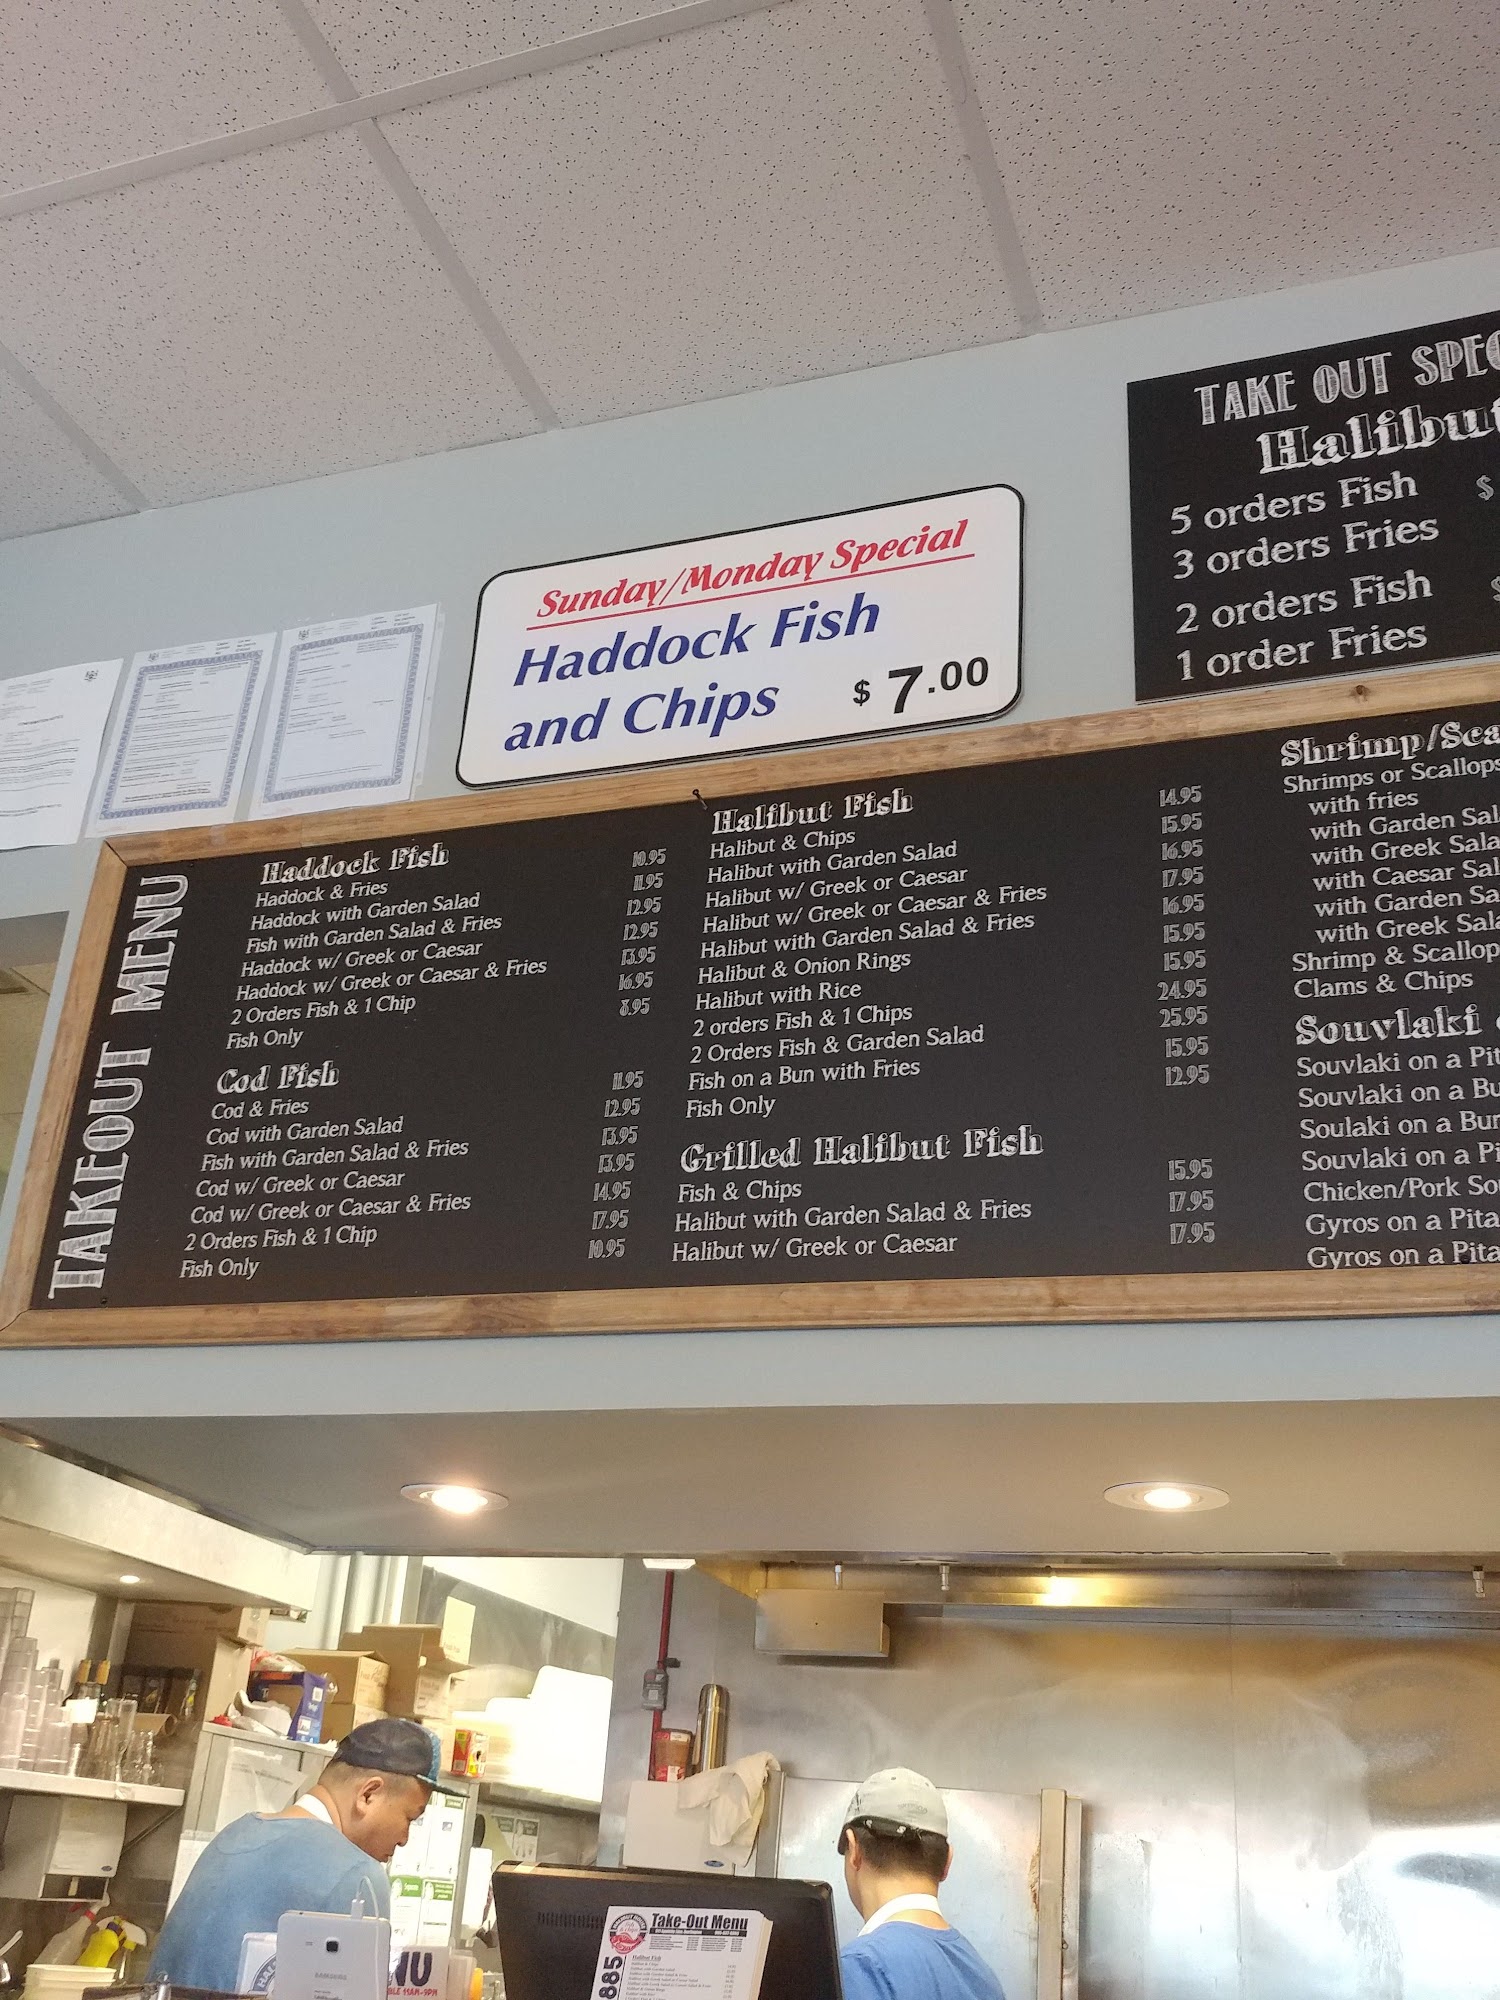 TAKE OUT
Halibut
5 orders Fish $
3 orders Fries
2 orders Fish $
1 order Fries
Sunday/Monday Special
Haddock Fish
and Chips $ 7.00
TAKEOUT MENU
Haddock Fish
Haddock & Fries 10.95
Haddock with Garden Salad 11.95
Fish with Garden Salad & Fries 12.95
Haddock w/ Greek or Caesar 12.95
Haddock w/ Greek or Caesar & Fries 13.95
2 Orders Fish & 1 Chip 16.95
Fish Only 8.95
Cod Fish
Cod & Fries 11.95
Cod with Garden Salad 12.95
Fish with Garden Salad & Fries 13.95
Cod w/ Greek or Caesar 13.95
Cod w/ Greek or Caesar & Fries 14.95
2 Orders Fish & 1 Chip 17.95
Fish Only 10.95
Halibut Fish
Halibut & Chips 14.95
Halibut with Garden Salad 15.95
Halibut w/ Greek or Caesar 16.95
Halibut w/ Greek or Caesar & Fries 17.95
Halibut with Garden Salad & Fries 16.95
Halibut & Onion Rings 15.95
Halibut with Rice 15.95
2 orders Fish & 1 Chips 24.95
2 Orders Fish & Garden Salad 25.95
Fish on a Bun with Fries 15.95
Fish Only 12.95
Grilled Halibut Fish
Fish & Chips 15.95
Halibut with Garden Salad & Fries 17.95
Halibut w/ Greek or Caesar 17.95
Shrimp/Sca
Shrimps or Scallops
with fries
with Garden Sal
with Greek Sala
with Caesar Sal
with Garden Sa
with Greek Sala
Shrimp & Scallop
Clams & Chips
Souvlaki
Souvlaki on a Pit
Souvlaki on a Bu
Soulaki on a Bun
Souvlaki on a Pi
Chicken/Pork So
Gyros on a Pita
Gyros on a Pita
SAMSUNG
NU
11AM-9PM
Take-Out Menu
Halibut Fish
885